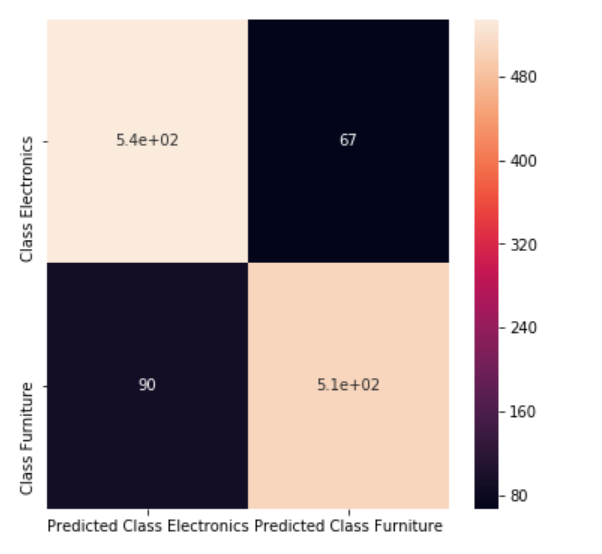 5.4e+02
67
90
5.1e+02
Class Electronics
Class Furniture
Predicted Class Electronics
Predicted Class Furniture
480
400
320
240
160
80